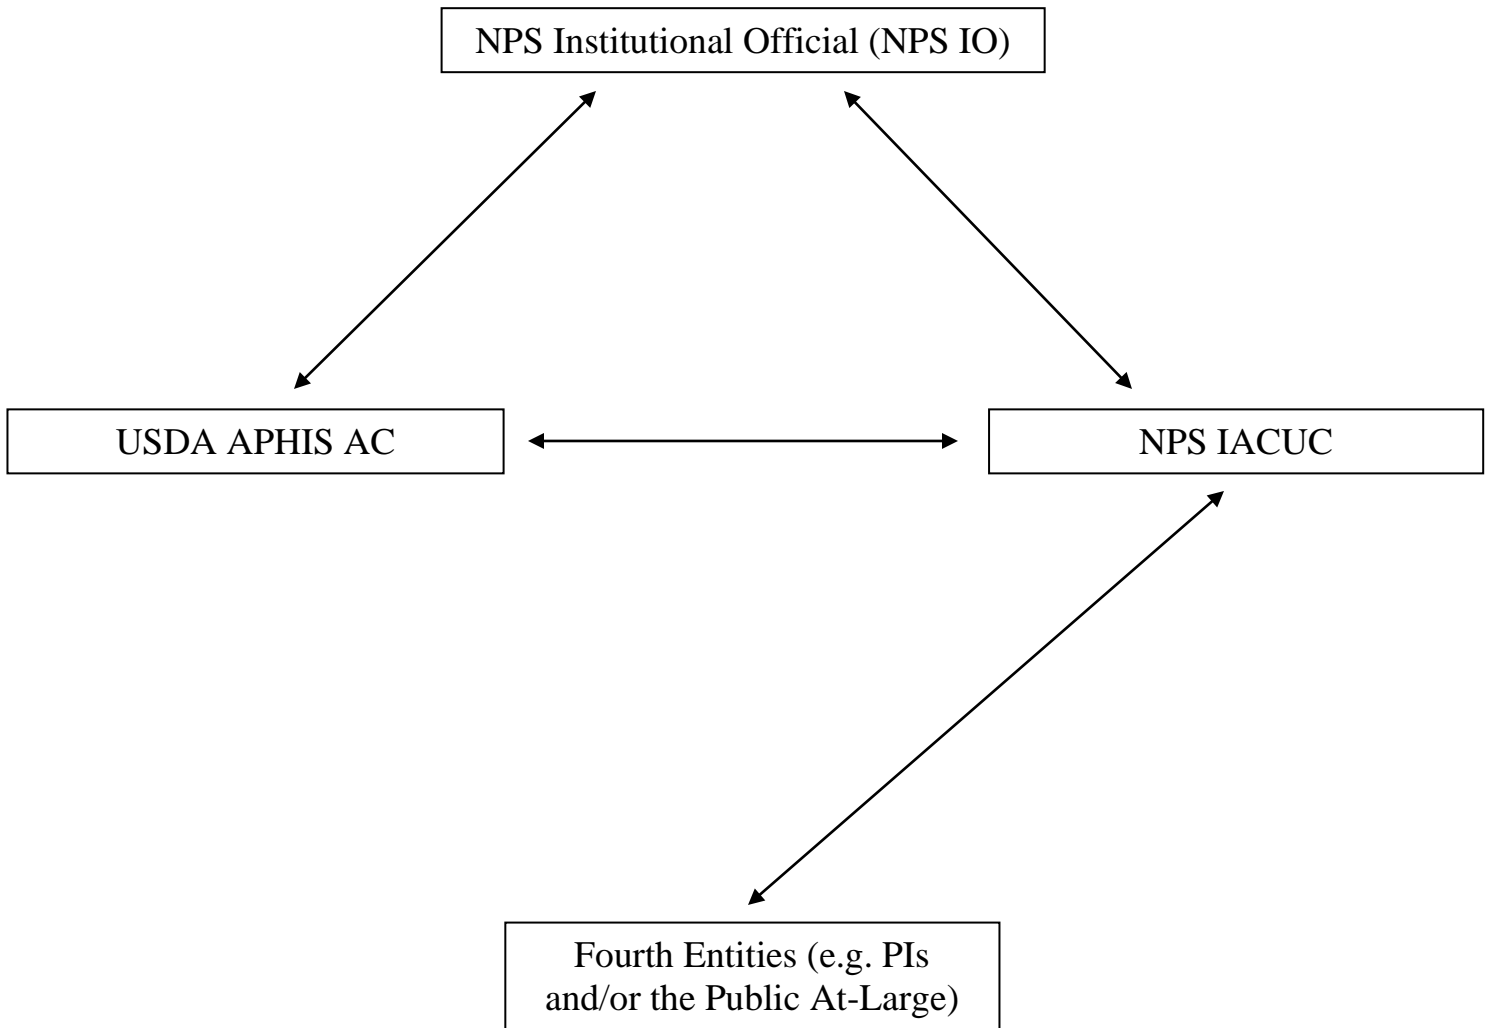 NPS Institutional Official (NPS IO)
USDA APHIS AC
NPS IACUC
Fourth Entities (e.g. PIs
and/or the Public At-Large)